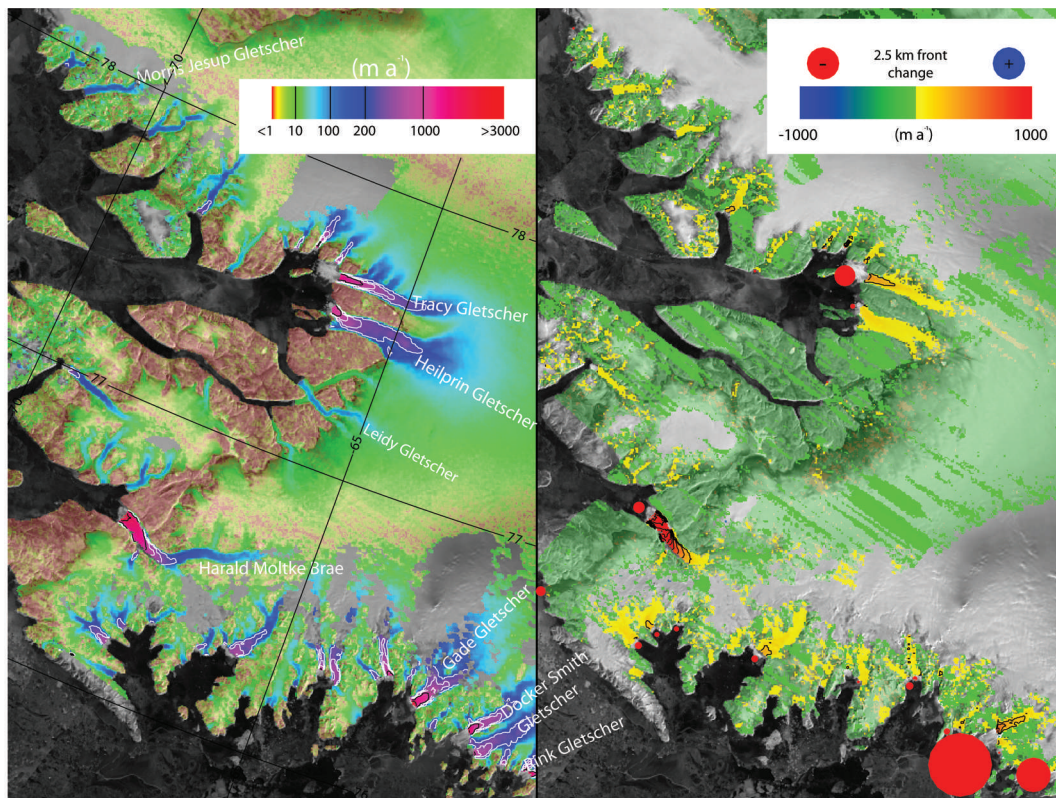 78
70
Morris Jesup Gletscher
(m a⁻¹)
<1 10 100 200 1000 >3000
78
Tracy Gletscher
Heilprin Gletscher
77
65
Leidy Gletscher
77
Harald Moltke Brae
Gade Gletscher
Docker Smith
Gletscher
Rink Gletscher
- 2.5 km front +
change
-1000 (m a⁻¹) 1000